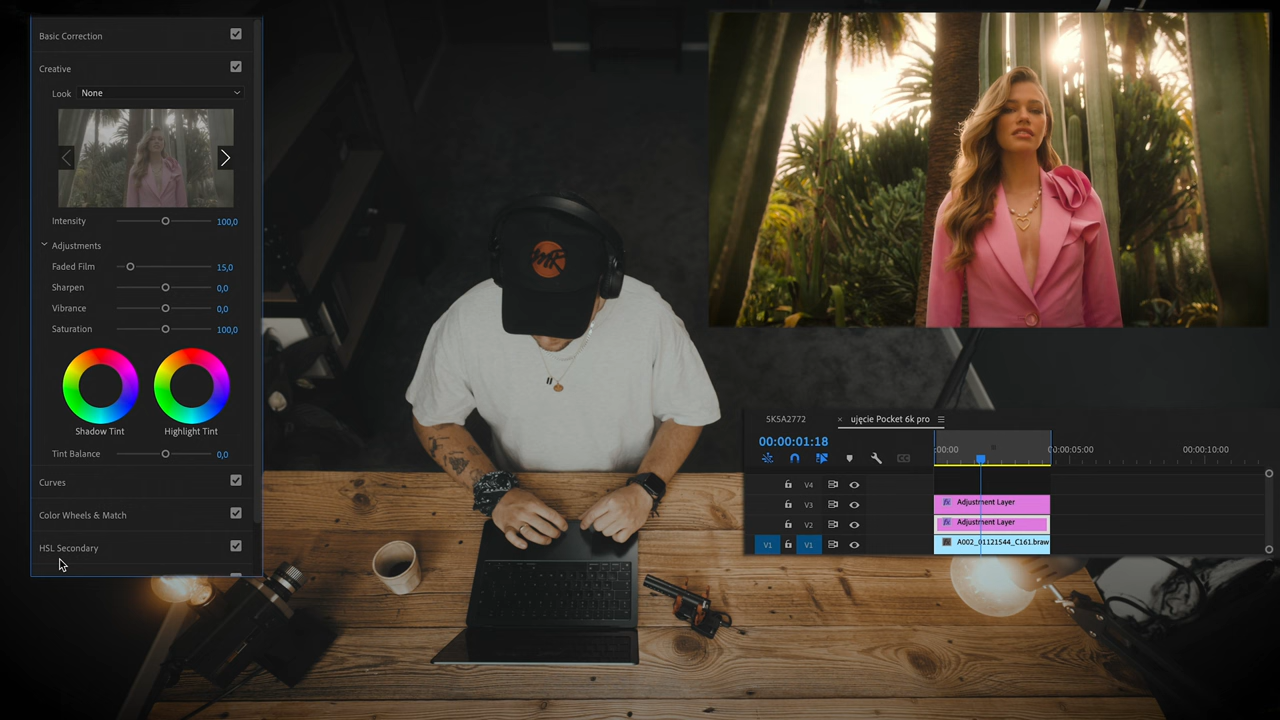 Basic Correction
Creative
Look None
Intensity 100,0
Adjustments
Faded Film 15,0
Sharpen 0,0
Vibrance 0,0
Saturation 100,0
Shadow Tint Highlight Tint
Tint Balance 0,0
Curves
Color Wheels & Match
HSL Secondary
5K5A2772 × ujęcie Pocket 6k pro
00:00:01:18
:00:00 00:00:05:00 00:00:10:00
V4
V3 fx Adjustment Layer
V2 fx Adjustment Layer
V1 V1 fx A002_01121544_C161.braw